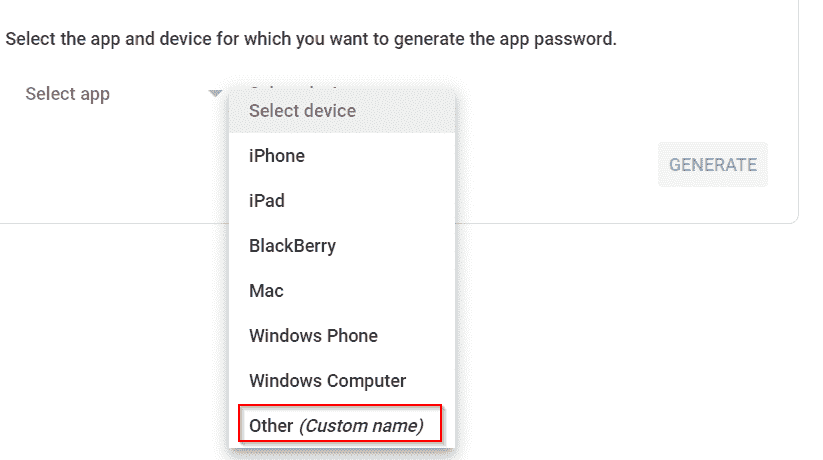 Select the app and device for which you want to generate the app password.
Select app
Select device
iPhone
iPad
BlackBerry
Mac
Windows Phone
Windows Computer
Other (Custom name)
GENERATE